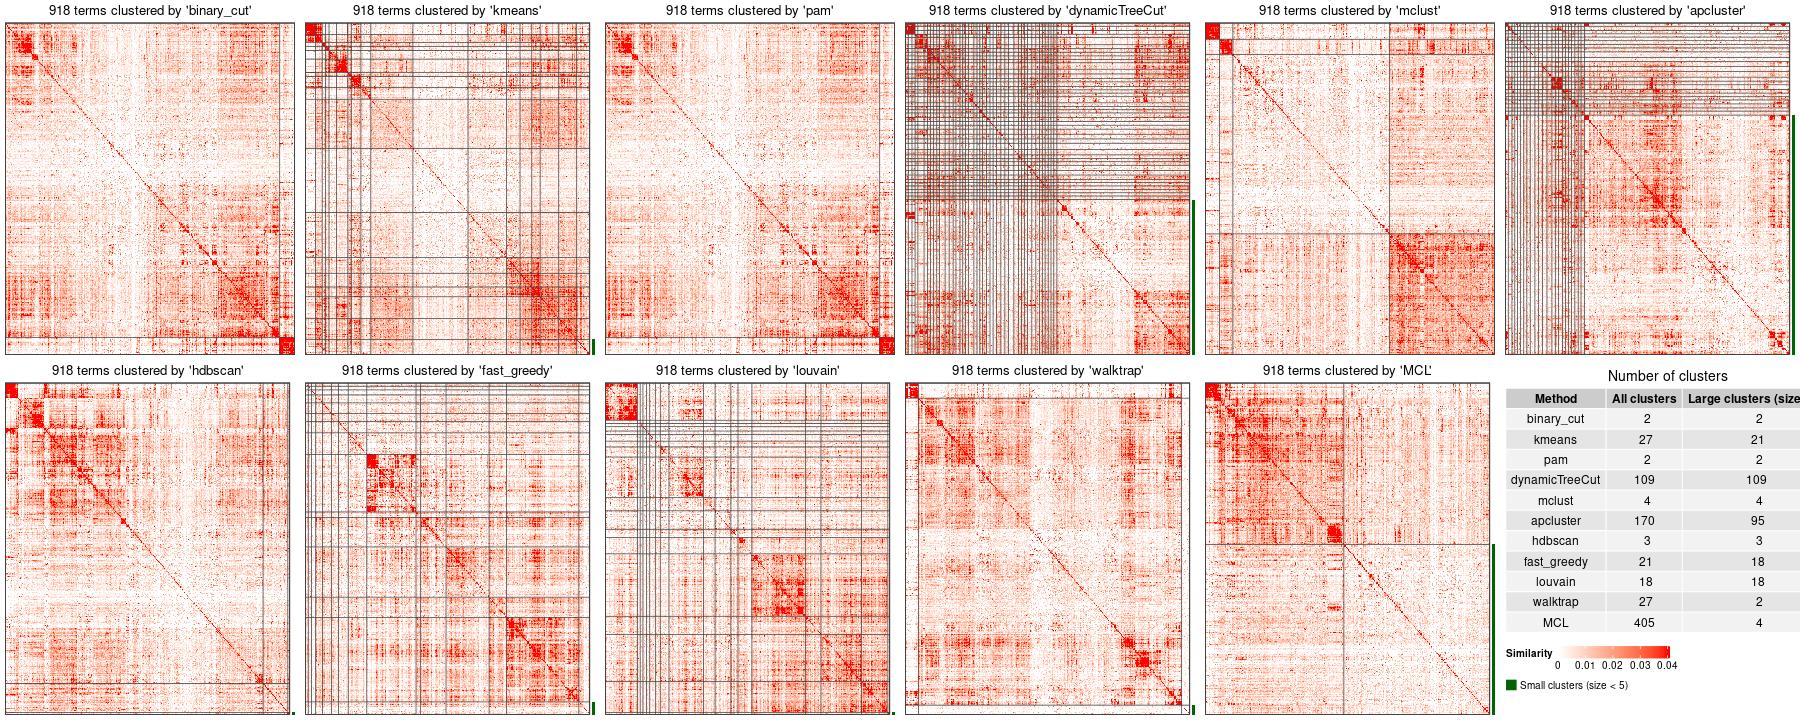 918 terms clustered by 'binary_cut'
918 terms clustered by 'kmeans'
918 terms clustered by 'pam'
918 terms clustered by 'dynamicTreeCut'
918 terms clustered by 'mclust'
918 terms clustered by 'apcluster'
918 terms clustered by 'hdbscan'
918 terms clustered by 'fast_greedy'
918 terms clustered by 'louvain'
918 terms clustered by 'walktrap'
918 terms clustered by 'MCL'
Number of clusters
Method All clusters Large clusters (size
binary_cut 2 2
kmeans 27 21
pam 2 2
dynamicTreeCut 109 109
mclust 4 4
apcluster 170 95
hdbscan 3 3
fast_greedy 21 18
louvain 18 18
walktrap 27 2
MCL 405 4
Similarity
0 0.01 0.02 0.03 0.04
Small clusters (size < 5)